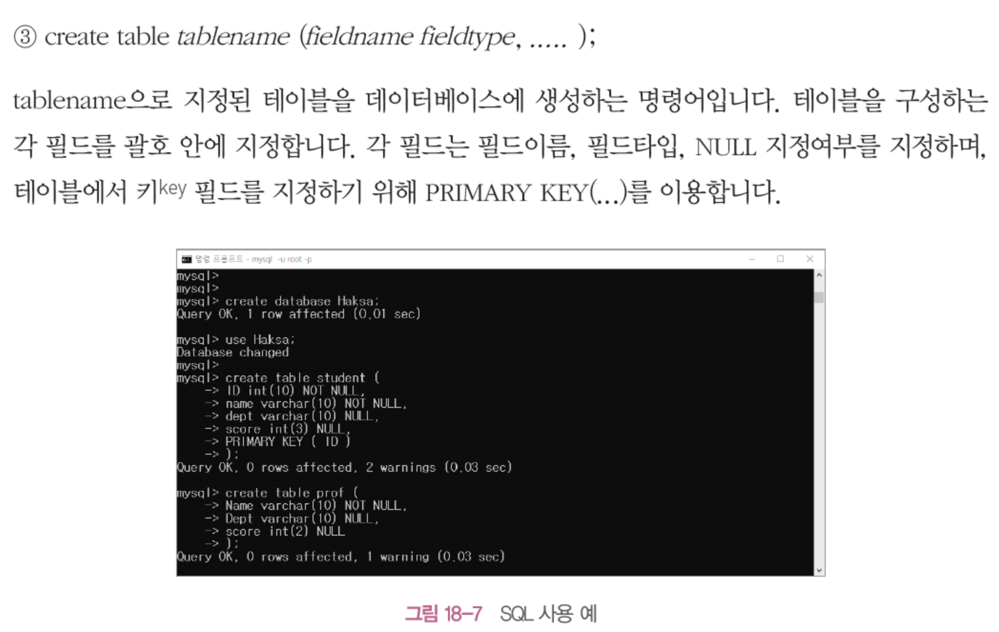 ③ create table tablename (fieldname fieldtype, ..... );
tablename으로 지정된 테이블을 데이터베이스에 생성하는 명령어입니다. 테이블을 구성하는
각 필드를 괄호 안에 지정합니다. 각 필드는 필드이름, 필드타입, NULL 지정여부를 지정하며,
테이블에서 키key 필드를 지정하기 위해 PRIMARY KEY(...)를 이용합니다.
명령 프롬프트 - mysql -u root -p
mysql>
mysql>
mysql> create database Haksa;
Query OK, 1 row affected (0.01 sec)
mysql> use Haksa;
Database changed
mysql>
mysql> create table student (
-> ID int(10) NOT NULL,
-> name varchar(10) NOT NULL,
-> dept varchar(10) NULL,
-> score int(3) NULL,
-> PRIMARY KEY ( ID )
-> );
Query OK, 0 rows affected, 2 warnings (0.03 sec)
mysql> create table prof (
-> Name varchar(10) NOT NULL,
-> Dept varchar(10) NULL,
-> score int(2) NULL
-> );
Query OK, 0 rows affected, 1 warning (0.03 sec)
그림 18-7 SQL 사용 예